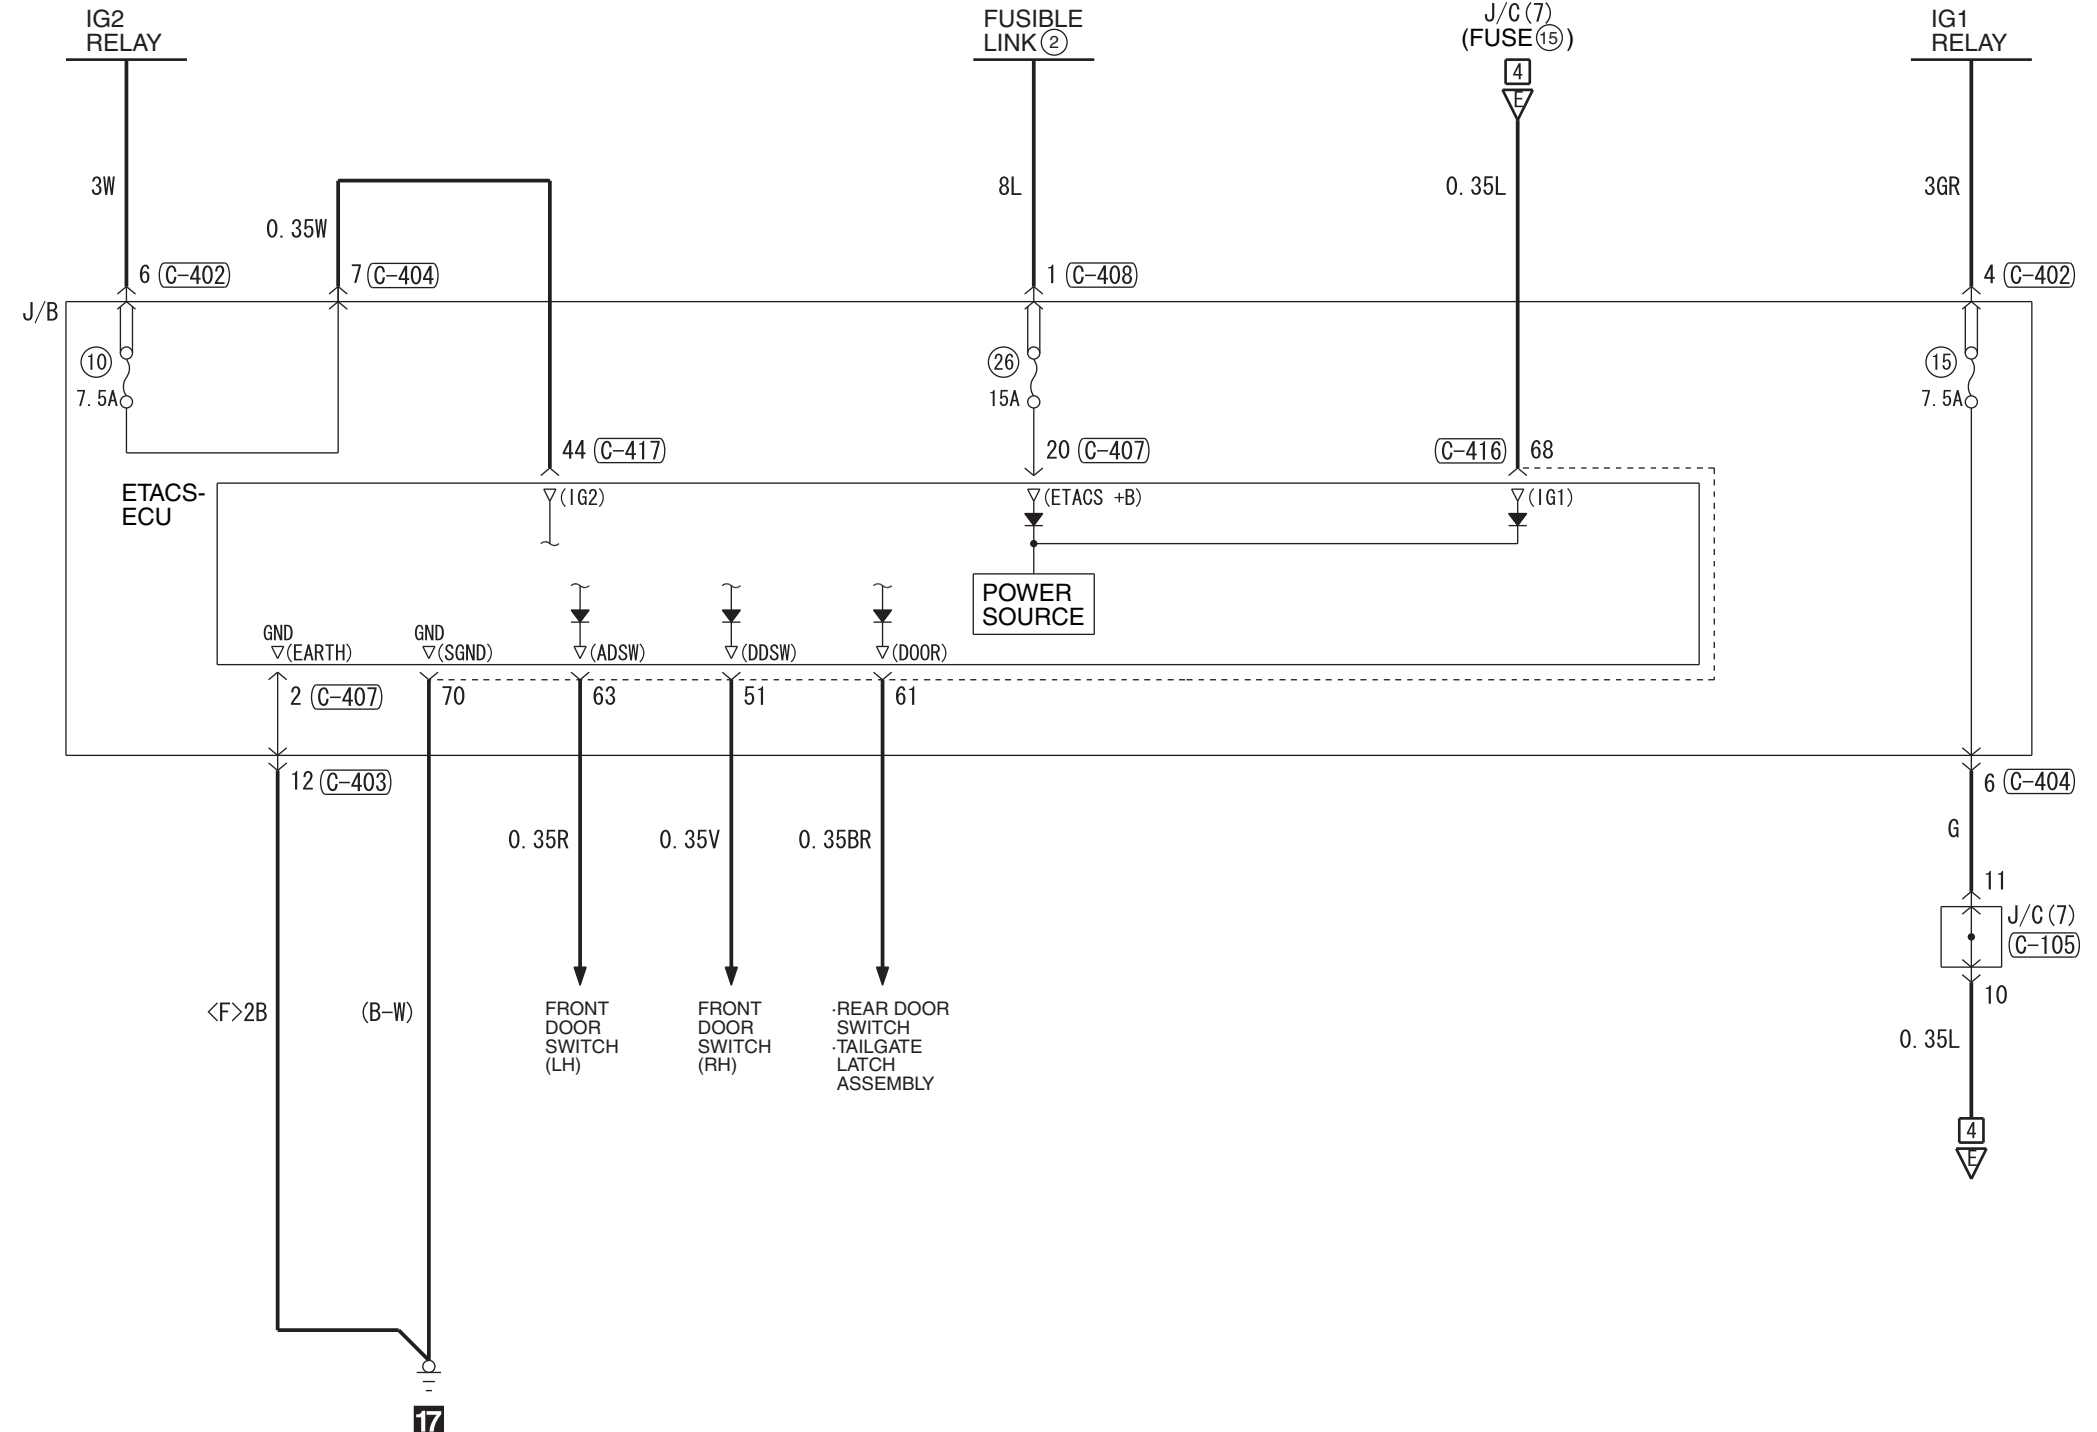 IG2
RELAY
FUSIBLE
LINK ②
J/C(7)
(FUSE⑮)
IG1
RELAY
4
E
3W
0.35W
8L
0.35L
3GR
6 C-402
7 C-404
1 C-408
4 C-402
J/B
10
7.5A
26
15A
15
7.5A
44 C-417
20 C-407
C-416 68
ETACS-
ECU
(IG2)
(ETACS +B)
(IG1)
POWER
SOURCE
GND
(EARTH)
GND
(SGND)
(ADSW)
(DDSW)
(DOOR)
2 C-407
70
63
51
61
12 C-403
6 C-404
0.35R
0.35V
0.35BR
G
11
J/C(7)
C-105
10
<F>2B
(B-W)
FRONT
DOOR
SWITCH
(LH)
FRONT
DOOR
SWITCH
(RH)
·REAR DOOR
SWITCH
·TAILGATE
LATCH
ASSEMBLY
0.35L
4
E
17